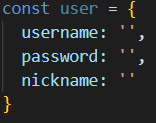 const user = {
  username: '',
  password: '',
  nickname: ''
}